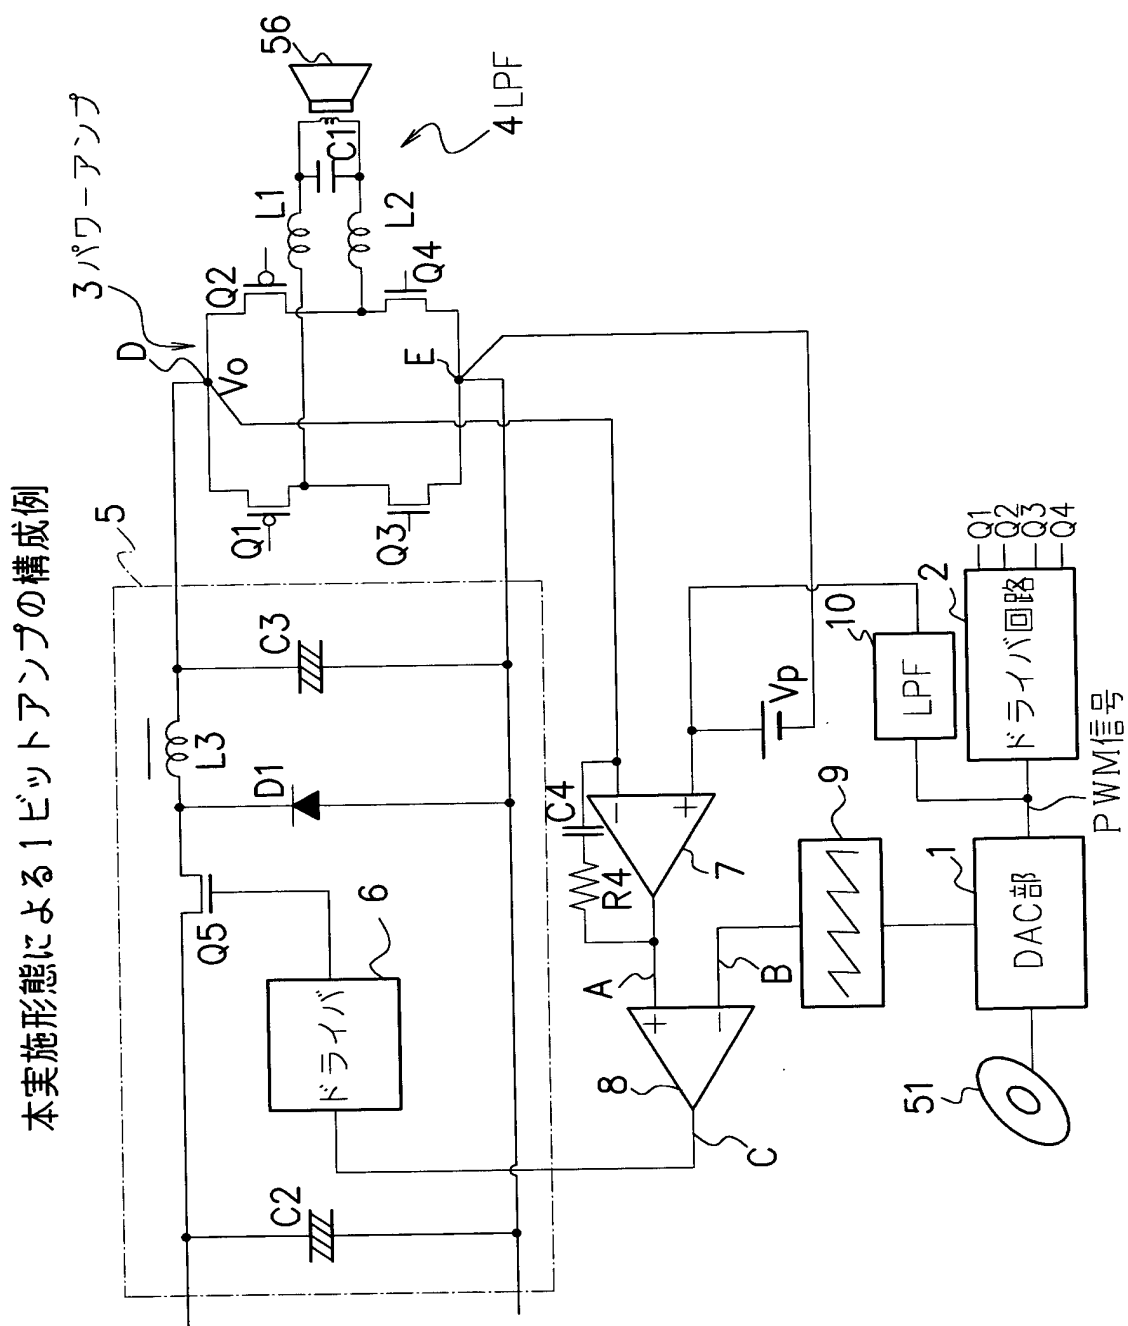 本実施形態による1ビットアンプの構成例
5
C2
C3
L3
D1
Q5
6
ドライバ
3パワーアンプ
D
Vo
Q1
Q2
Q3
Q4
E
L1
L2
C1
56
4LPF
C4
R4
7
－
＋
8
＋
－
A
B
C
Vp
9
10
LPF
2
ドライバ回路
Q1
Q2
Q3
Q4
PWM信号
1
DAC部
51